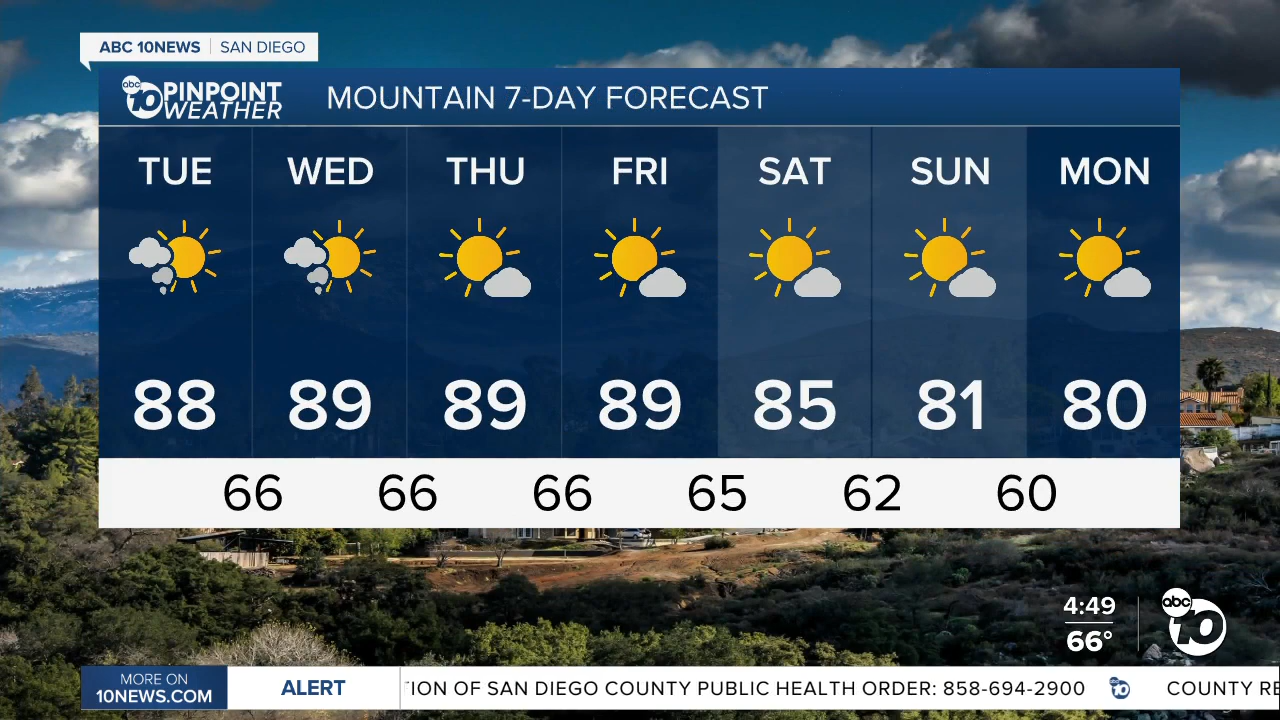 ABC 10NEWS | SAN DIEGO
abc 10 PINPOINT WEATHER
MOUNTAIN 7-DAY FORECAST
TUE WED THU FRI SAT SUN MON
88 89 89 89 85 81 80
66 66 66 65 62 60
4:49
66°
abc 10
MORE ON
10NEWS.COM
ALERT
TION OF SAN DIEGO COUNTY PUBLIC HEALTH ORDER: 858-694-2900 abc 10 COUNTY RE